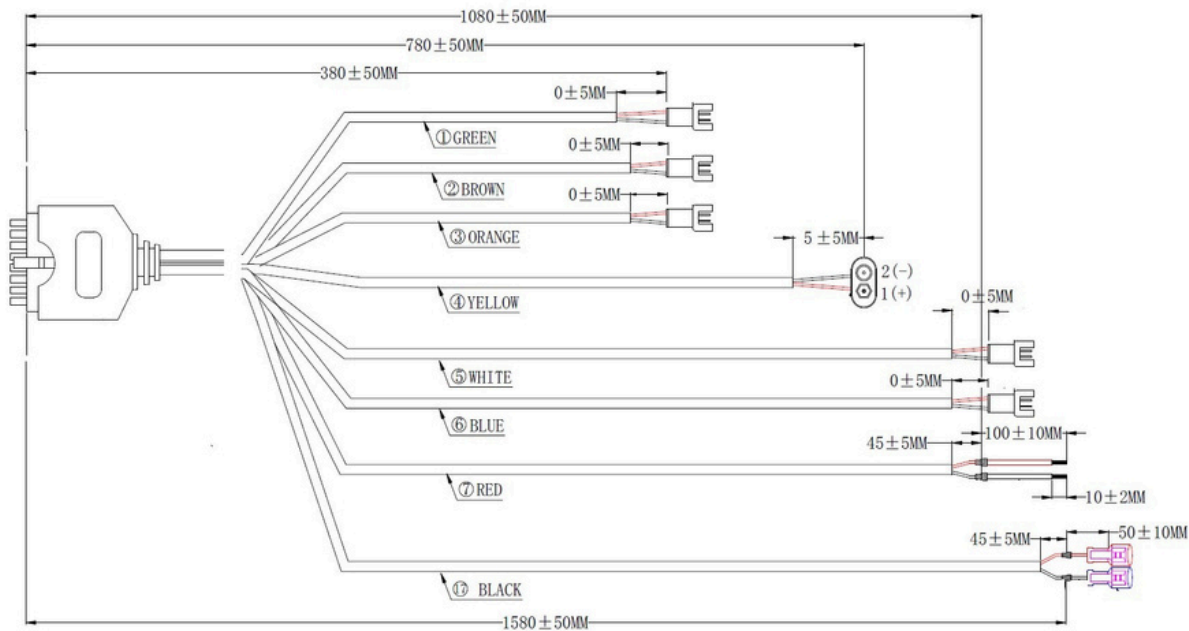 1080±50MM
780±50MM
380±50MM
0±5MM
①GREEN
0±5MM
②BROWN
0±5MM
③ORANGE
5±5MM
2(-)
1(+)
④YELLOW
0±5MM
⑤WHITE
0±5MM
⑥BLUE
45±5MM
100±10MM
⑦RED
10±2MM
45±5MM
50±10MM
⑰ BLACK
1580±50MM